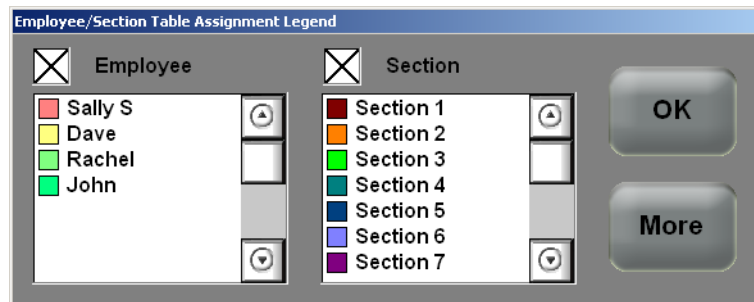 Employee/Section Table Assignment Legend
Employee
Section
Sally S
Dave
Rachel
John
Section 1
Section 2
Section 3
Section 4
Section 5
Section 6
Section 7
OK
More